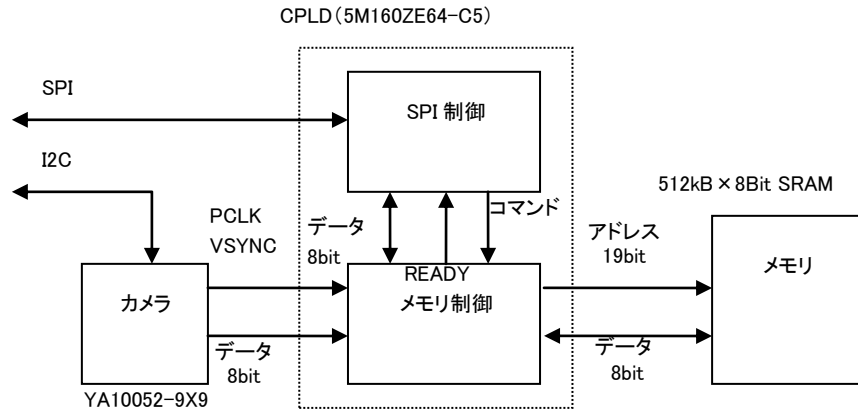 CPLD（5M160ZE64-C5）
SPI
SPI 制御
I2C
512kB×8Bit SRAM
データ
8bit
コマンド
PCLK
VSYNC
アドレス
19bit
READY
カメラ
メモリ制御
メモリ
データ
8bit
データ
8bit
YA10052-9X9